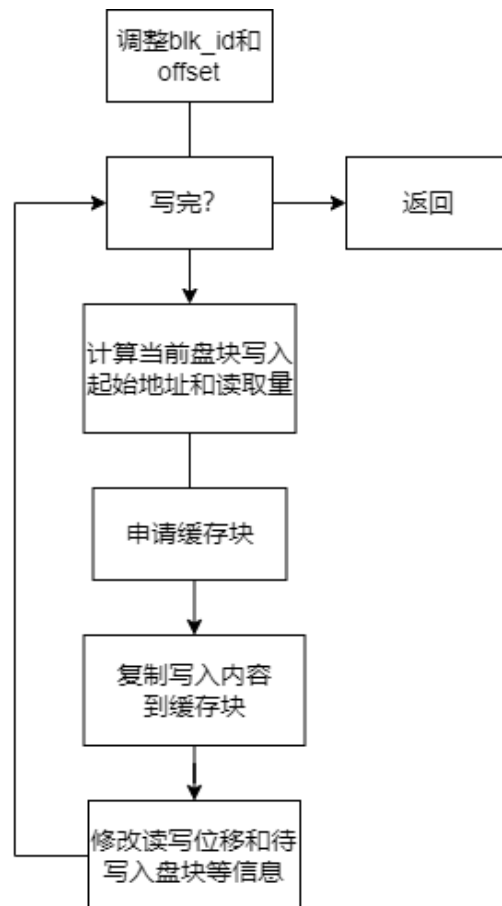 调整blk_id和
offset
写完?
返回
计算当前盘块写入
起始地址和读取量
申请缓存块
复制写入内容
到缓存块
修改读写位移和待
写入盘块等信息